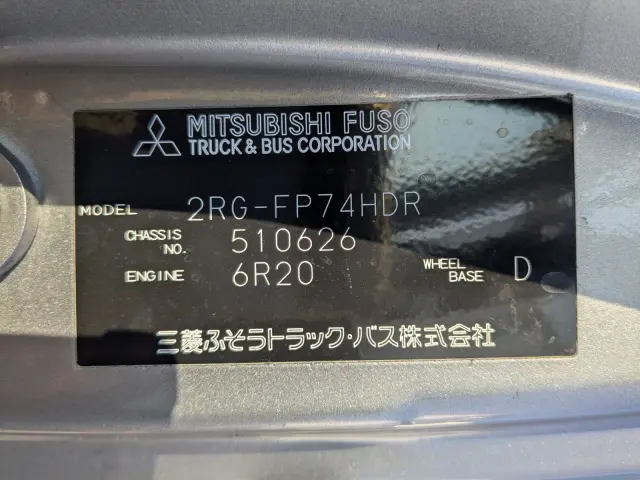 MITSUBISHI FUSO
TRUCK & BUS CORPORATION
MODEL 2RG-FP74HDR
CHASSIS NO. 510626
ENGINE 6R20 WHEEL BASE D
三菱ふそうトラック・バス株式会社